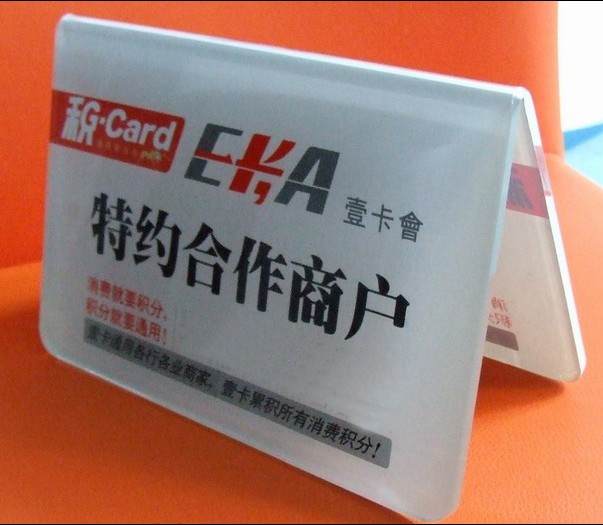 积G·Card
EKA 壹卡會
特约合作商户
消费就要积分,
积分就要通用!
壹卡通用各行各业商家, 壹卡累积所有消费积分!